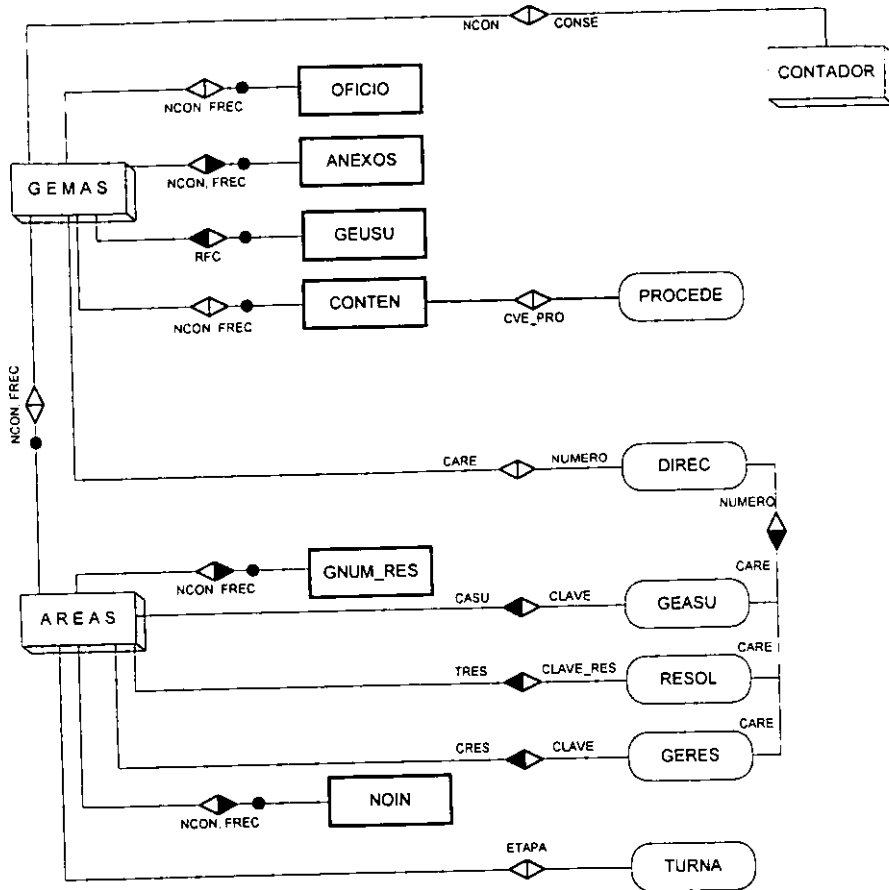 NCON CONSE
CONTADOR
OFICIO
NCON FREC
ANEXOS
NCON, FREC
GEMAS
GEUSU
RFC
CONTEN
NCON FREC
CVE_PRO
PROCEDE
NCON, FREC
CARE NUMERO
DIREC
NUMERO
GNUM_RES
NCON FREC
CARE
AREAS
CASU CLAVE
GEASU
CARE
TRES CLAVE_RES
RESOL
CARE
CRES CLAVE
GERES
NOIN
NCON, FREC
ETAPA
TURNA